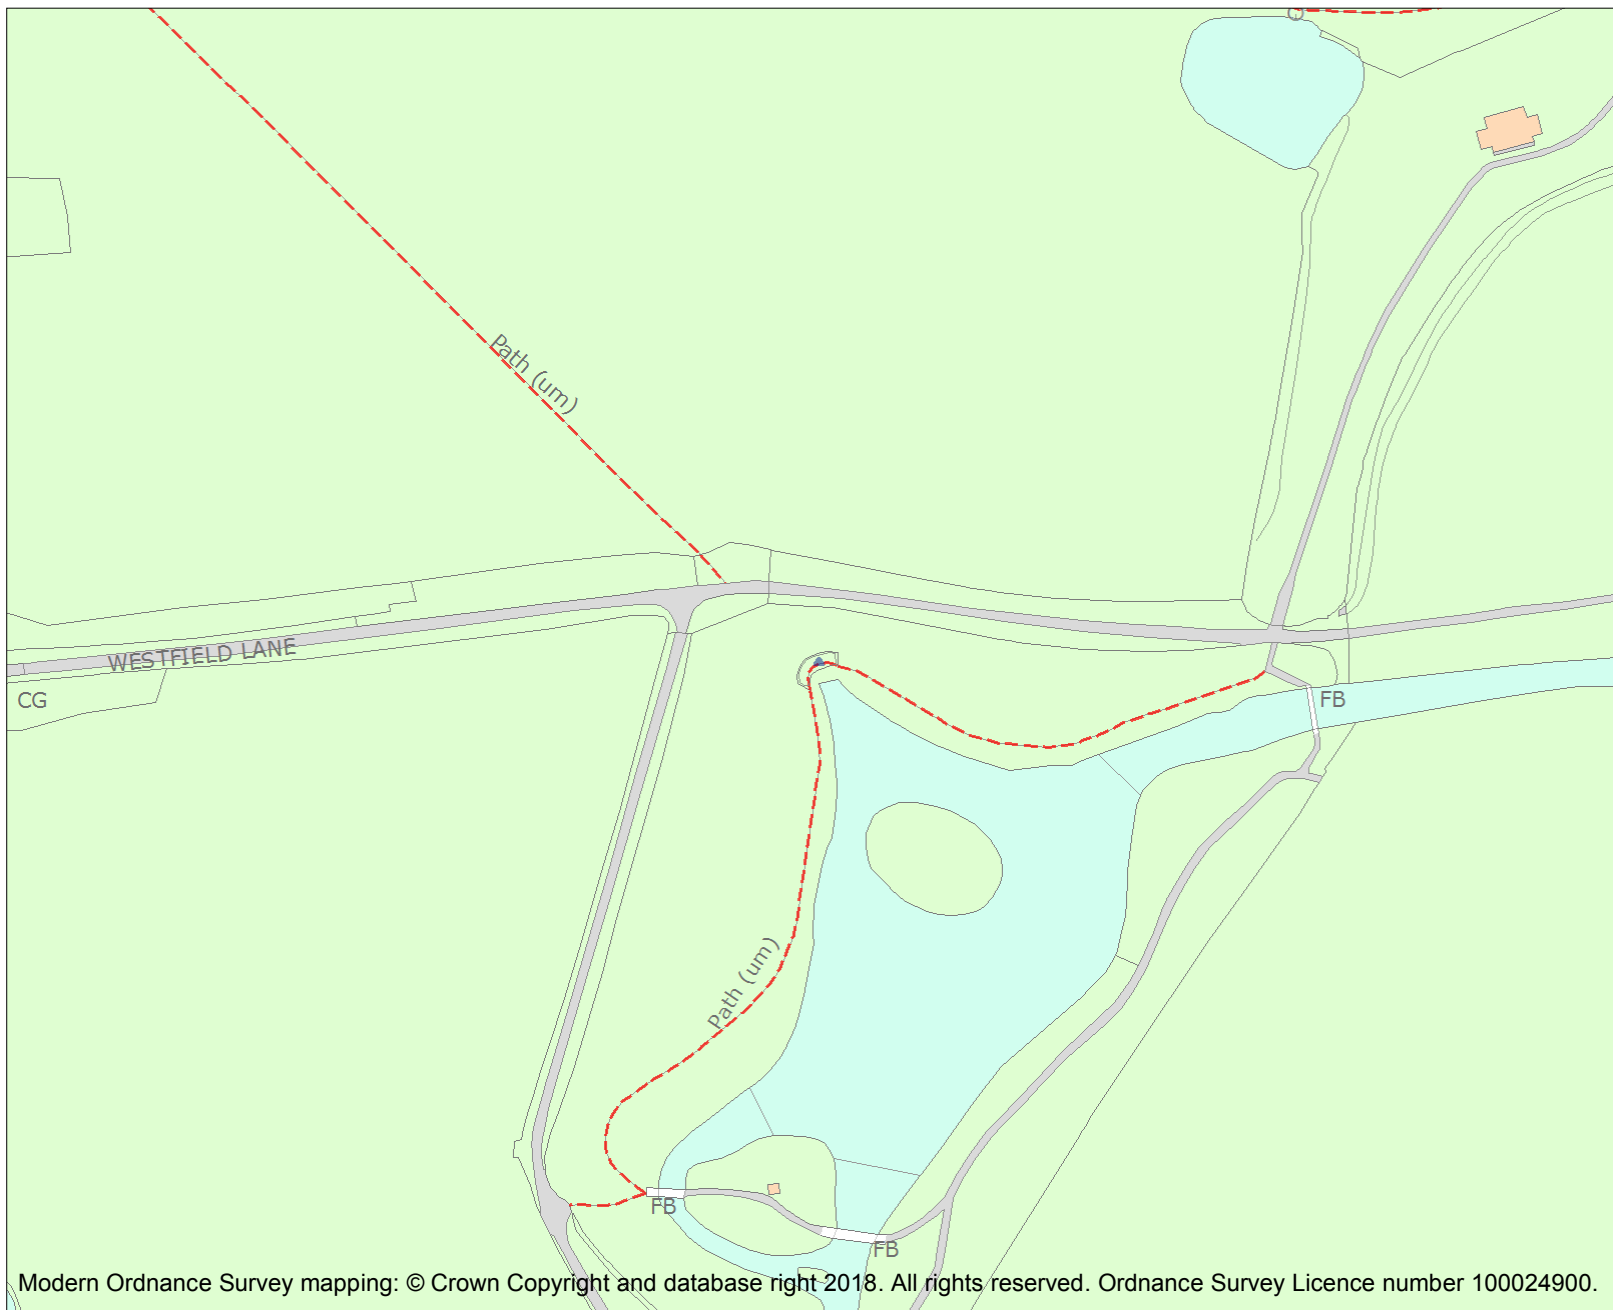 Path (um)
WESTFIELD LANE
CG
FB
Path (um)
FB
FB
Modern Ordnance Survey mapping: © Crown Copyright and database right 2018. All rights reserved. Ordnance Survey Licence number 100024900.